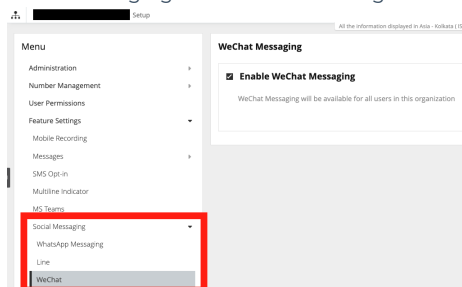 Setup
All the information displayed in Asia - Kolkata ( IS
Menu
Administration
Number Management
User Permissions
Feature Settings
Mobile Recording
Messages
SMS Opt-in
Multiline Indicator
MS Teams
Social Messaging
WhatsApp Messaging
Line
WeChat
WeChat Messaging
Enable WeChat Messaging
WeChat Messaging will be available for all users in this organization